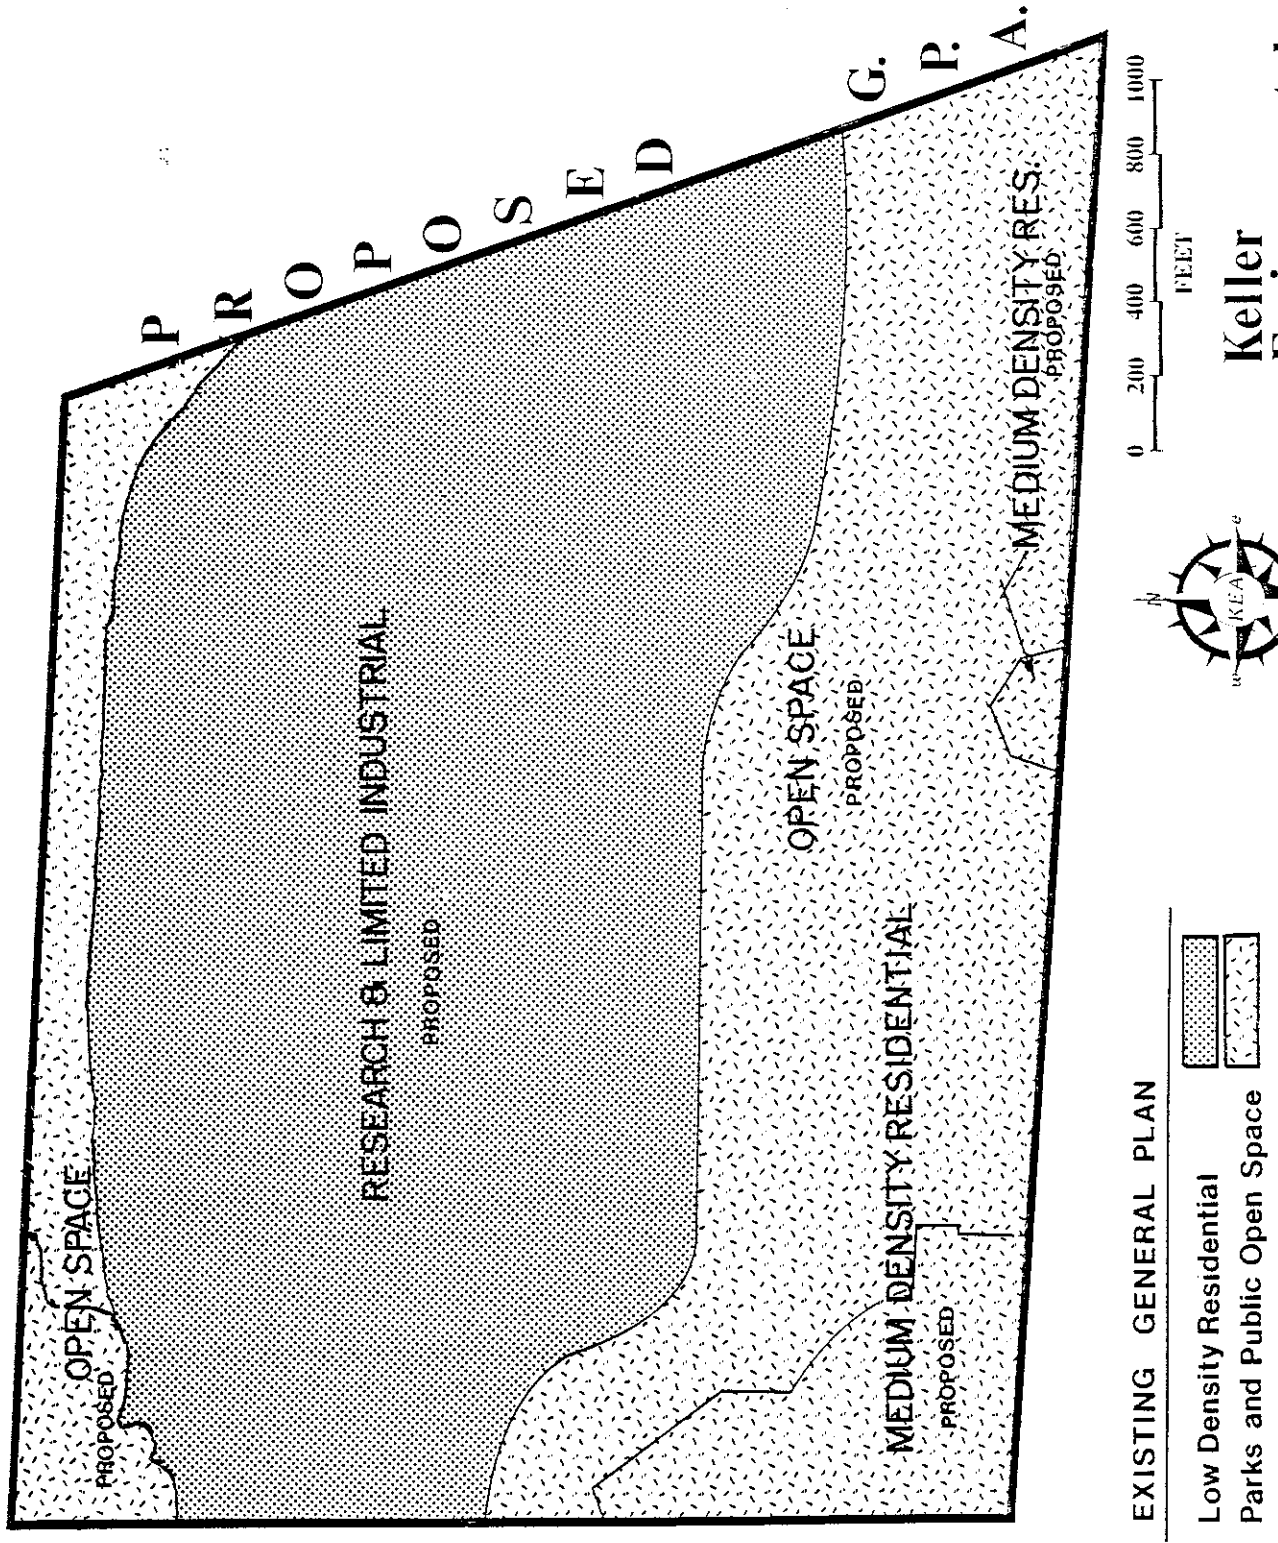 PROPOSED G. P. A.
OPEN SPACE
PROPOSED
RESEARCH & LIMITED INDUSTRIAL
PROPOSED
OPEN SPACE
PROPOSED
MEDIUM DENSITY RESIDENTIAL
PROPOSED
MEDIUM DENSITY RES.
PROPOSED
EXISTING GENERAL PLAN
Low Density Residential
Parks and Public Open Space
N
w
e
KEA
0 200 400 600 800 1000
FEET
Keller